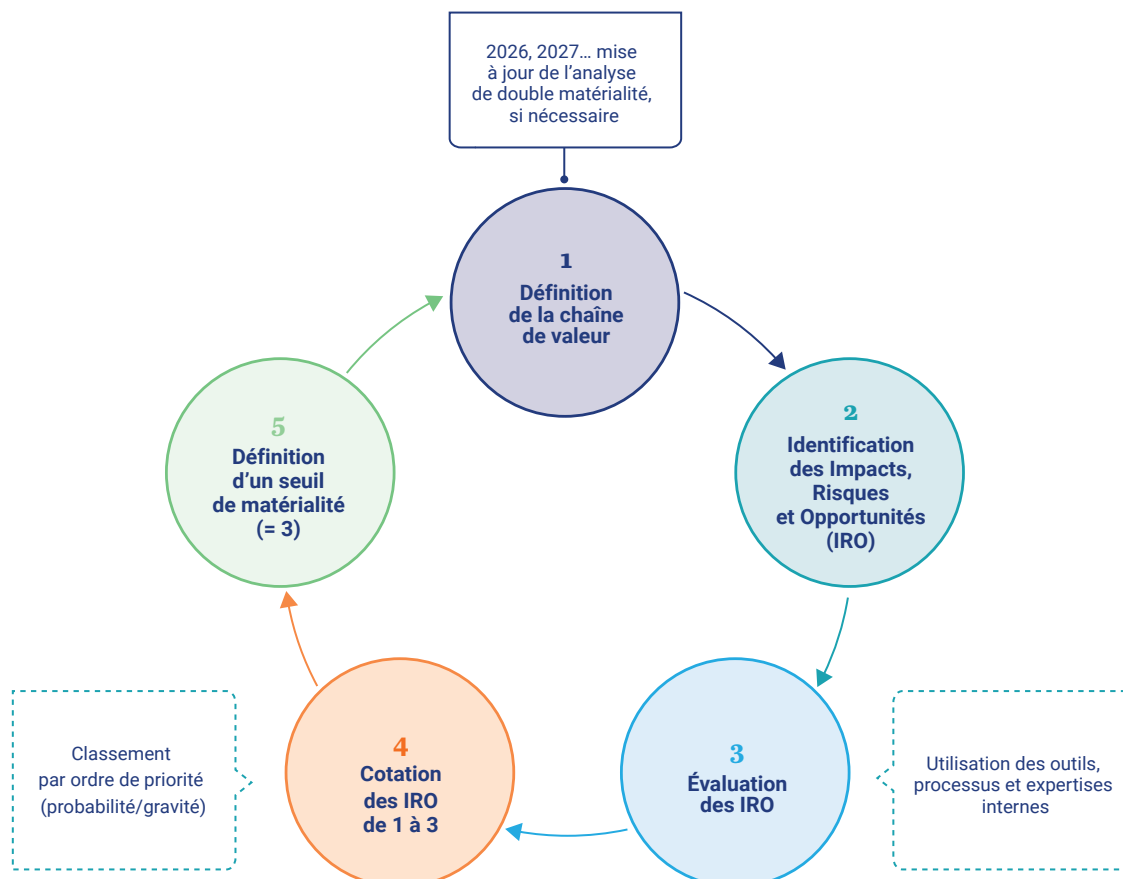 2026, 2027… mise
à jour de l’analyse
de double matérialité,
si nécessaire
1
Définition
de la chaîne
de valeur
2
Identification
des Impacts,
Risques
et Opportunités
(IRO)
3
Évaluation
des IRO
Utilisation des outils,
processus et expertises
internes
4
Cotation
des IRO
de 1 à 3
Classement
par ordre de priorité
(probabilité/gravité)
5
Définition
d’un seuil
de matérialité
(= 3)